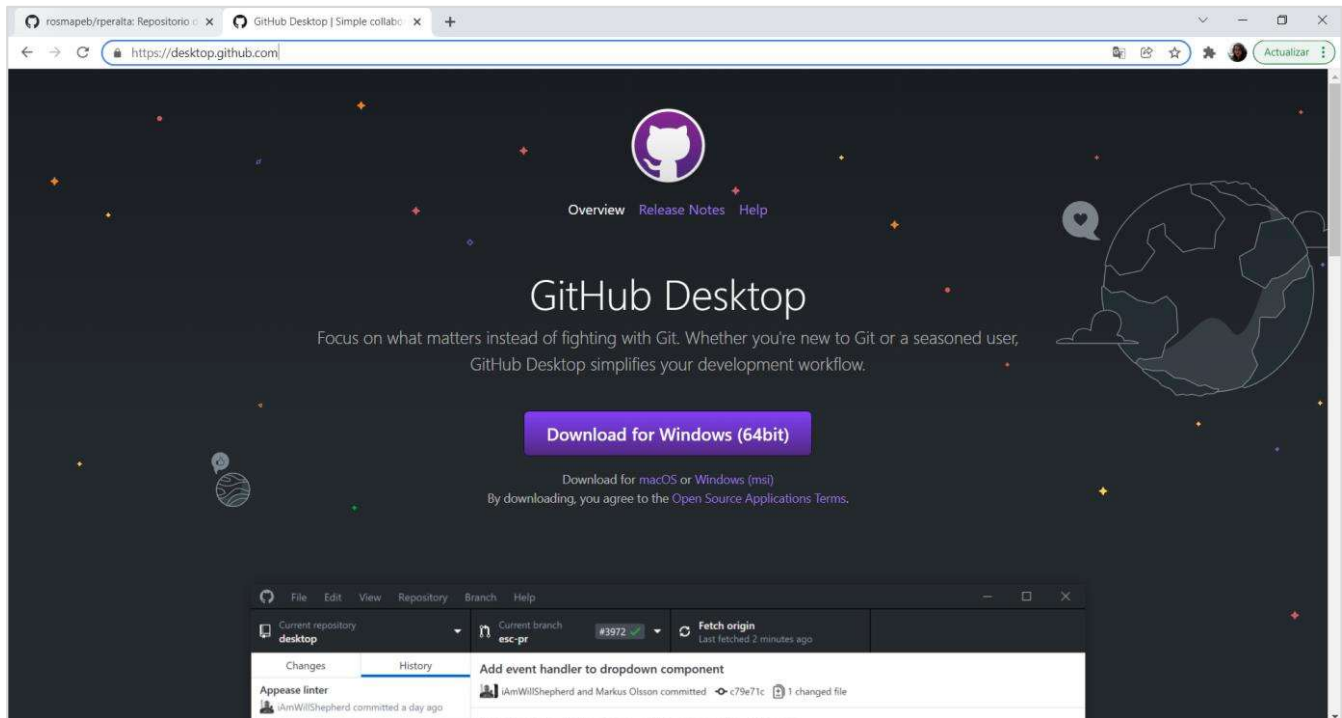 rosmapeb/rperalta: Repositorio d
GitHub Desktop | Simple collabo
https://desktop.github.com
Actualizar
Overview Release Notes Help
GitHub Desktop
Focus on what matters instead of fighting with Git. Whether you're new to Git or a seasoned user,
GitHub Desktop simplifies your development workflow.
Download for Windows (64bit)
Download for macOS or Windows (msi)
By downloading, you agree to the Open Source Applications Terms.
File Edit View Repository Branch Help
Current repository
desktop
Current branch
esc-pr
#3972
Fetch origin
Last fetched 2 minutes ago
Changes History
Add event handler to dropdown component
iAmWillShepherd and Markus Olsson committed c79e71c 1 changed file
Appease linter
iAmWillShepherd committed a day ago